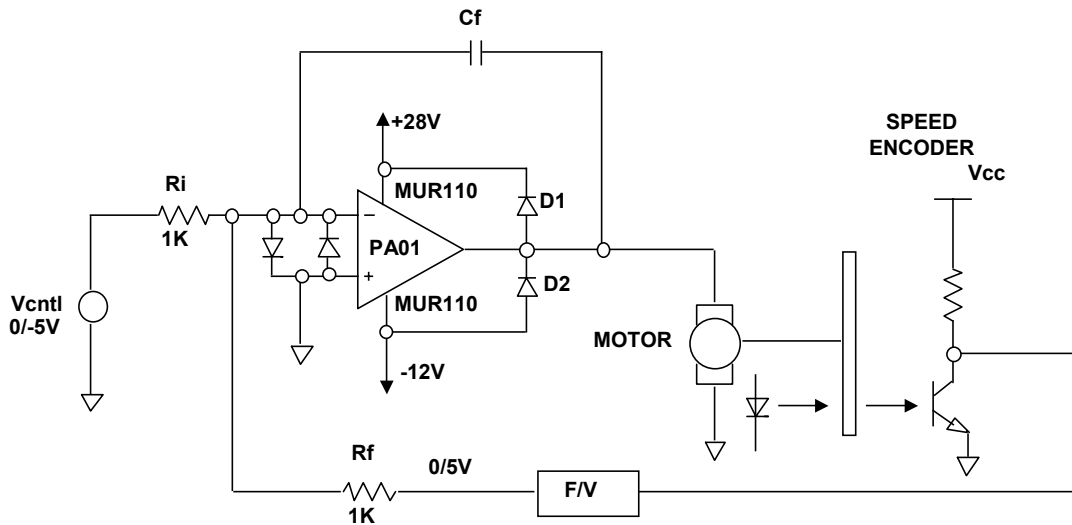 Cf
+28V
SPEED
ENCODER
Vcc
Ri
MUR110
D1
1K
PA01
D2
MUR110
Vcntl
0/-5V
MOTOR
-12V
Rf
0/5V
F/V
1K
−
+